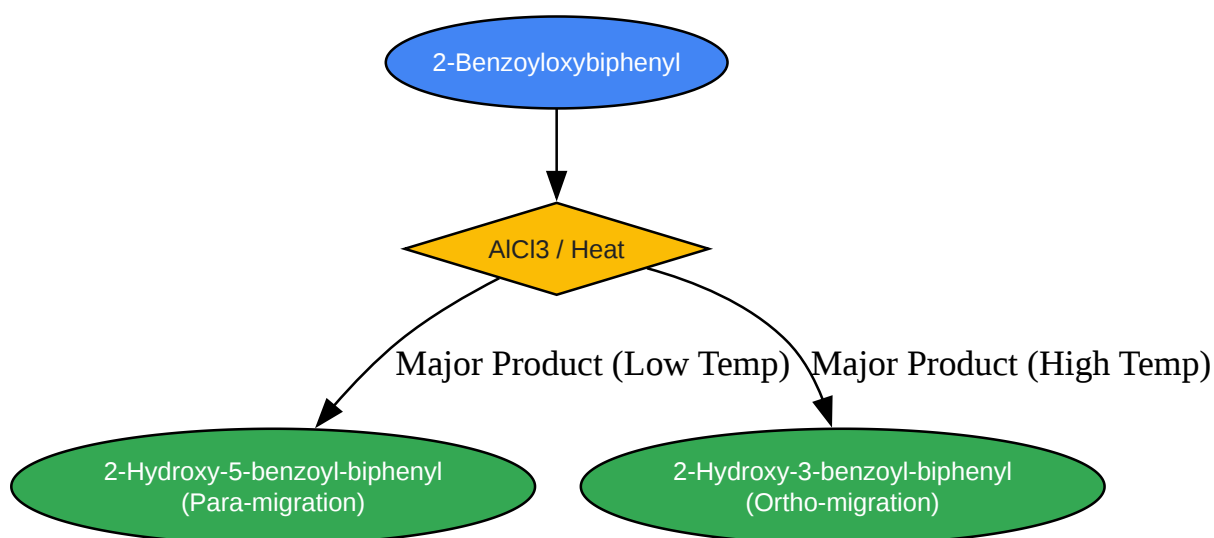 2-Benzoyloxybiphenyl
AlCl3 / Heat
Major Product (Low Temp)
Major Product (High Temp)
2-Hydroxy-5-benzoyl-biphenyl
(Para-migration)
2-Hydroxy-3-benzoyl-biphenyl
(Ortho-migration)